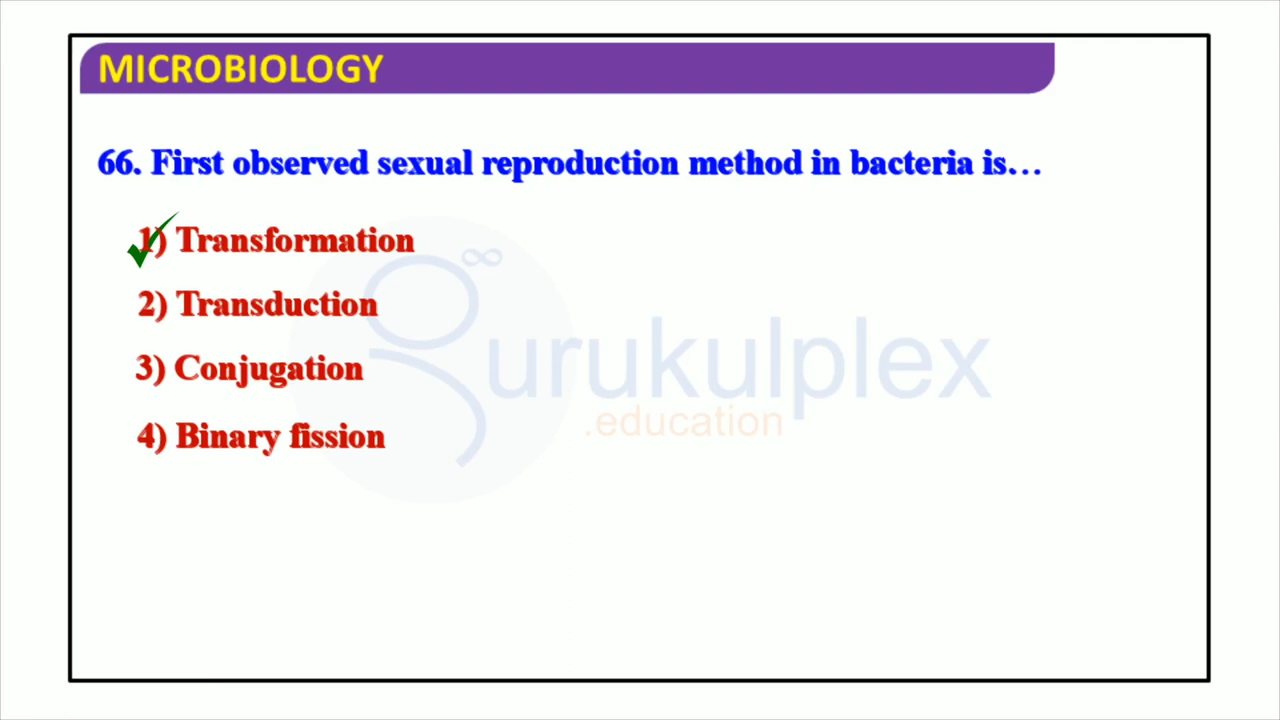 MICROBIOLOGY
66. First observed sexual reproduction method in bacteria is…
1) Transformation
2) Transduction
3) Conjugation
4) Binary fission
gurukulplex
.education